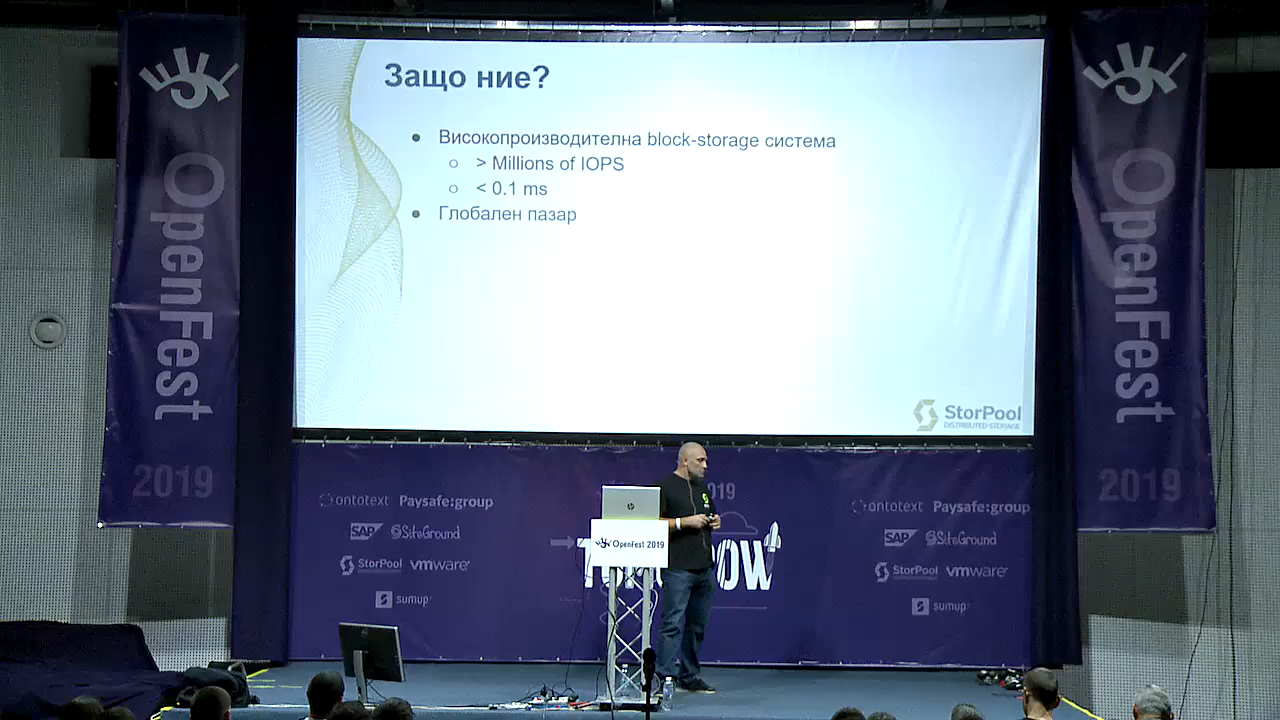 Защо ние?
● Високопроизводителна block-storage система
○ > Millions of IOPS
○ < 0.1 ms
● Глобален пазар
StorPool
DISTRIBUTED STORAGE
OpenFest
2019
OpenFest
2019
ontotext Paysafe:group
SAP SiteGround
StorPool vmware
sumup
2019
OpenFest 2019
OW
hp
ontotext Paysafe:group
SAP SiteGround
StorPool vmware
sumup